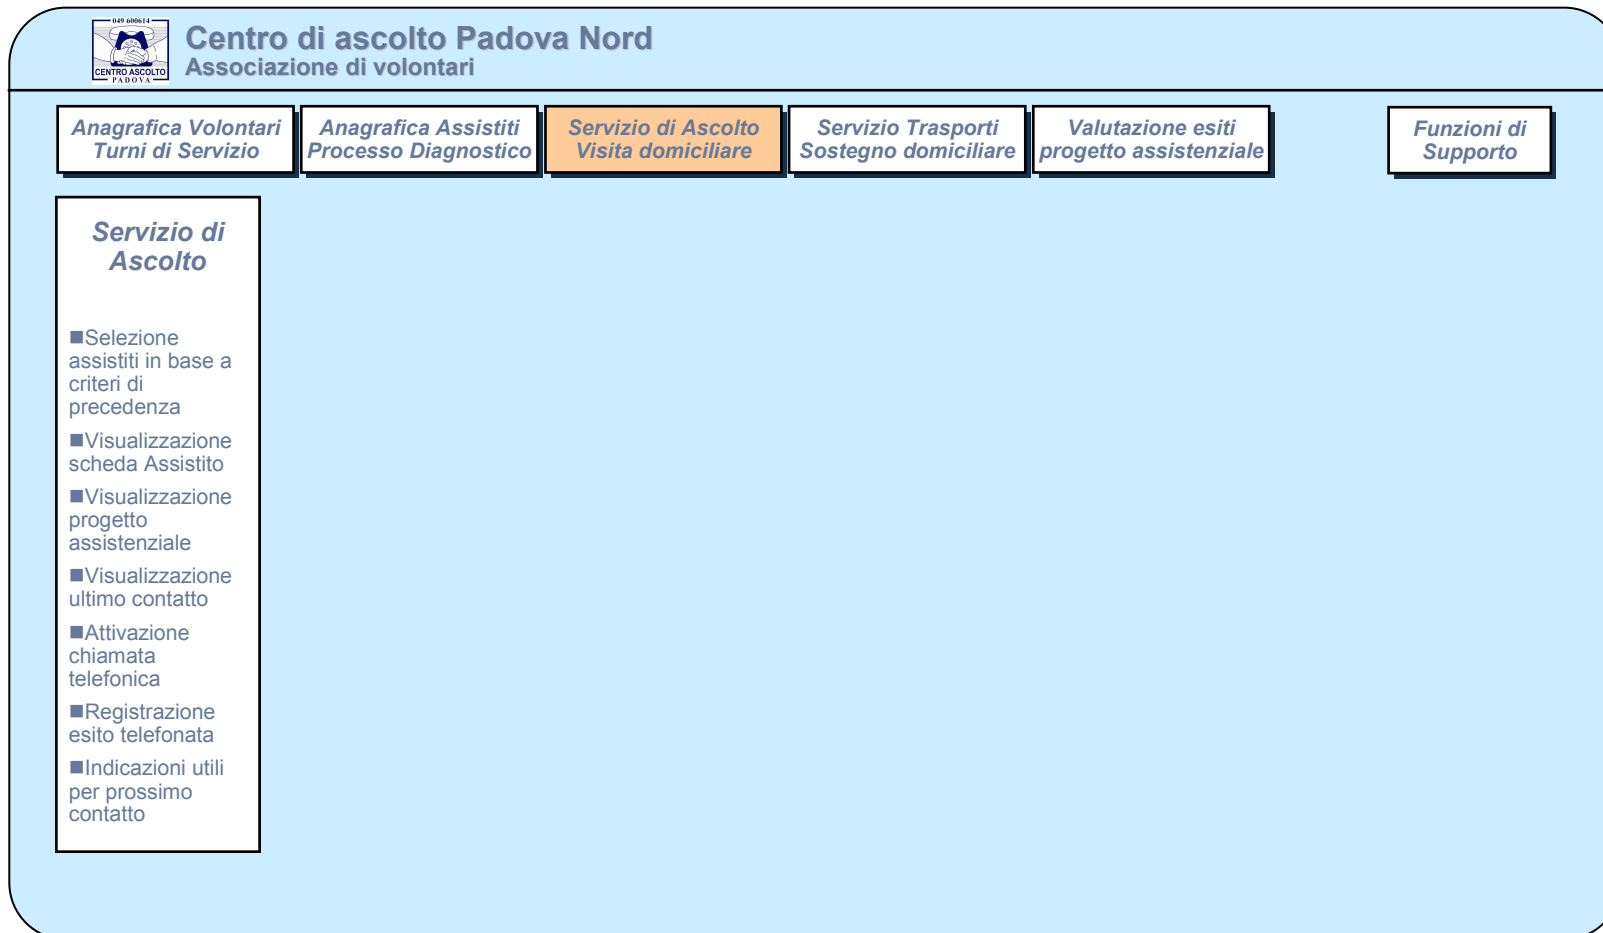 049 600614
CENTRO ASCOLTO
PADOVA
Centro di ascolto Padova Nord
Associazione di volontari
Anagrafica Volontari
Turni di Servizio
Anagrafica Assistiti
Processo Diagnostico
Servizio di Ascolto
Visita domiciliare
Servizio Trasporti
Sostegno domiciliare
Valutazione esiti
progetto assistenziale
Funzioni di
Supporto
Servizio di
Ascolto
■Selezione
assistiti in base a
criteri di
precedenza
■Visualizzazione
scheda Assistito
■Visualizzazione
progetto
assistenziale
■Visualizzazione
ultimo contatto
■Attivazione
chiamata
telefonica
■Registrazione
esito telefonata
■Indicazioni utili
per prossimo
contatto